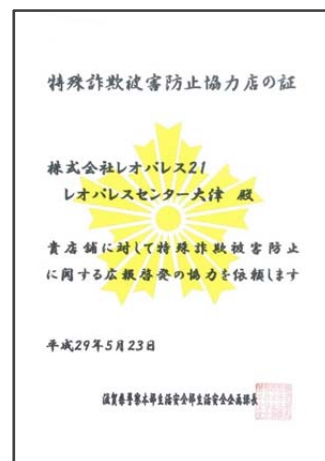 特殊詐欺被害防止協力店の証
株式会社レオパレス21
レオパレスセンター大津 殿
貴店舗に対して特殊詐欺被害防止
に関する広報啓発の協力を依頼します
平成29年5月23日
滋賀県警察本部生活安全部生活安全企画課長